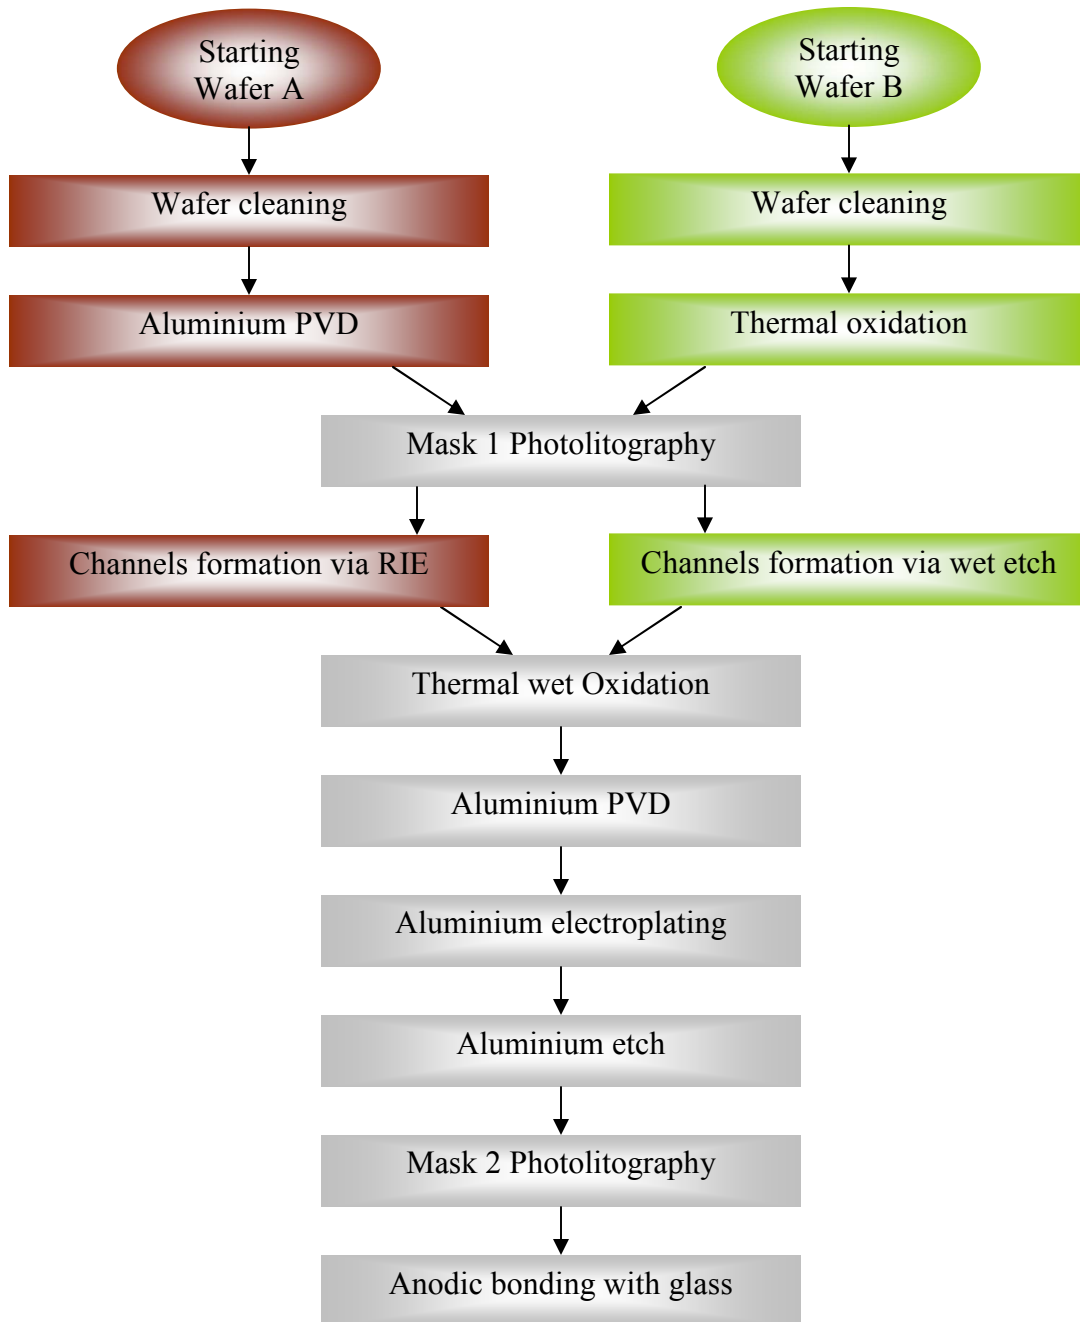 Starting
Wafer A
Starting
Wafer B
Wafer cleaning
Wafer cleaning
Aluminium PVD
Thermal oxidation
Mask 1 Photolitography
Channels formation via RIE
Channels formation via wet etch
Thermal wet Oxidation
Aluminium PVD
Aluminium electroplating
Aluminium etch
Mask 2 Photolitography
Anodic bonding with glass